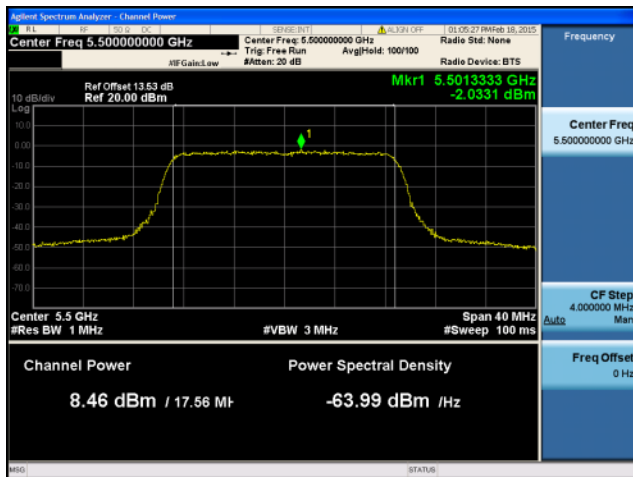 Agilent Spectrum Analyzer - Channel Power
RL RF 50 Ω DC SENSE:INT ALIGN OFF 01:05:27 PM Feb 18, 2015
Center Freq 5.500000000 GHz
Center Freq: 5.500000000 GHz
Radio Std: None
Trig: Free Run Avg|Hold: 100/100
#IFGain:Low #Atten: 20 dB Radio Device: BTS
Mkr1 5.5013333 GHz
-2.0331 dBm
Ref Offset 13.53 dB
10 dB/div Ref 20.00 dBm
Log
10.0
0.00
1
-10.0
-20.0
-30.0
-40.0
-50.0
-60.0
-70.0
Center 5.5 GHz Span 40 MHz
#Res BW 1 MHz #VBW 3 MHz #Sweep 100 ms
Channel Power Power Spectral Density
8.46 dBm / 17.56 MH -63.99 dBm /Hz
MSG STATUS
Frequency
Center Freq
5.500000000 GHz
CF Step
4.000000 MHz
Auto Man
Freq Offset
0 Hz